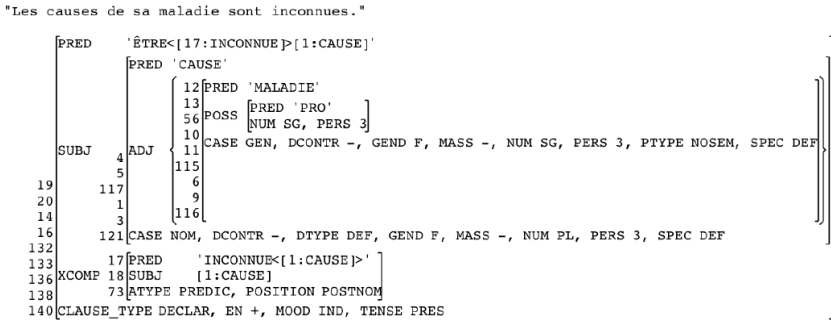 "Les causes de sa maladie sont inconnues."
PRED 'ÊTRE<[17:INCONNUE]>[1:CAUSE]'
PRED 'CAUSE'
12 PRED 'MALADIE'
13
56 POSS PRED 'PRO'
NUM SG, PERS 3
10
11 CASE GEN, DCONTR -, GEND F, MASS -, NUM SG, PERS 3, PTYPE NOSEM, SPEC DEF
SUBJ 4 ADJ
5 115
19 117 6
20 1 9
14 3 116
16 121 CASE NOM, DCONTR -, DTYPE DEF, GEND F, MASS -, NUM PL, PERS 3, SPEC DEF
132
133 17 PRED 'INCONNUE<[1:CAUSE]>'
136 XCOMP 18 SUBJ [1:CAUSE]
138 73 ATYPE PREDIC, POSITION POSTNOM
140 CLAUSE_TYPE DECLAR, EN +, MOOD IND, TENSE PRES